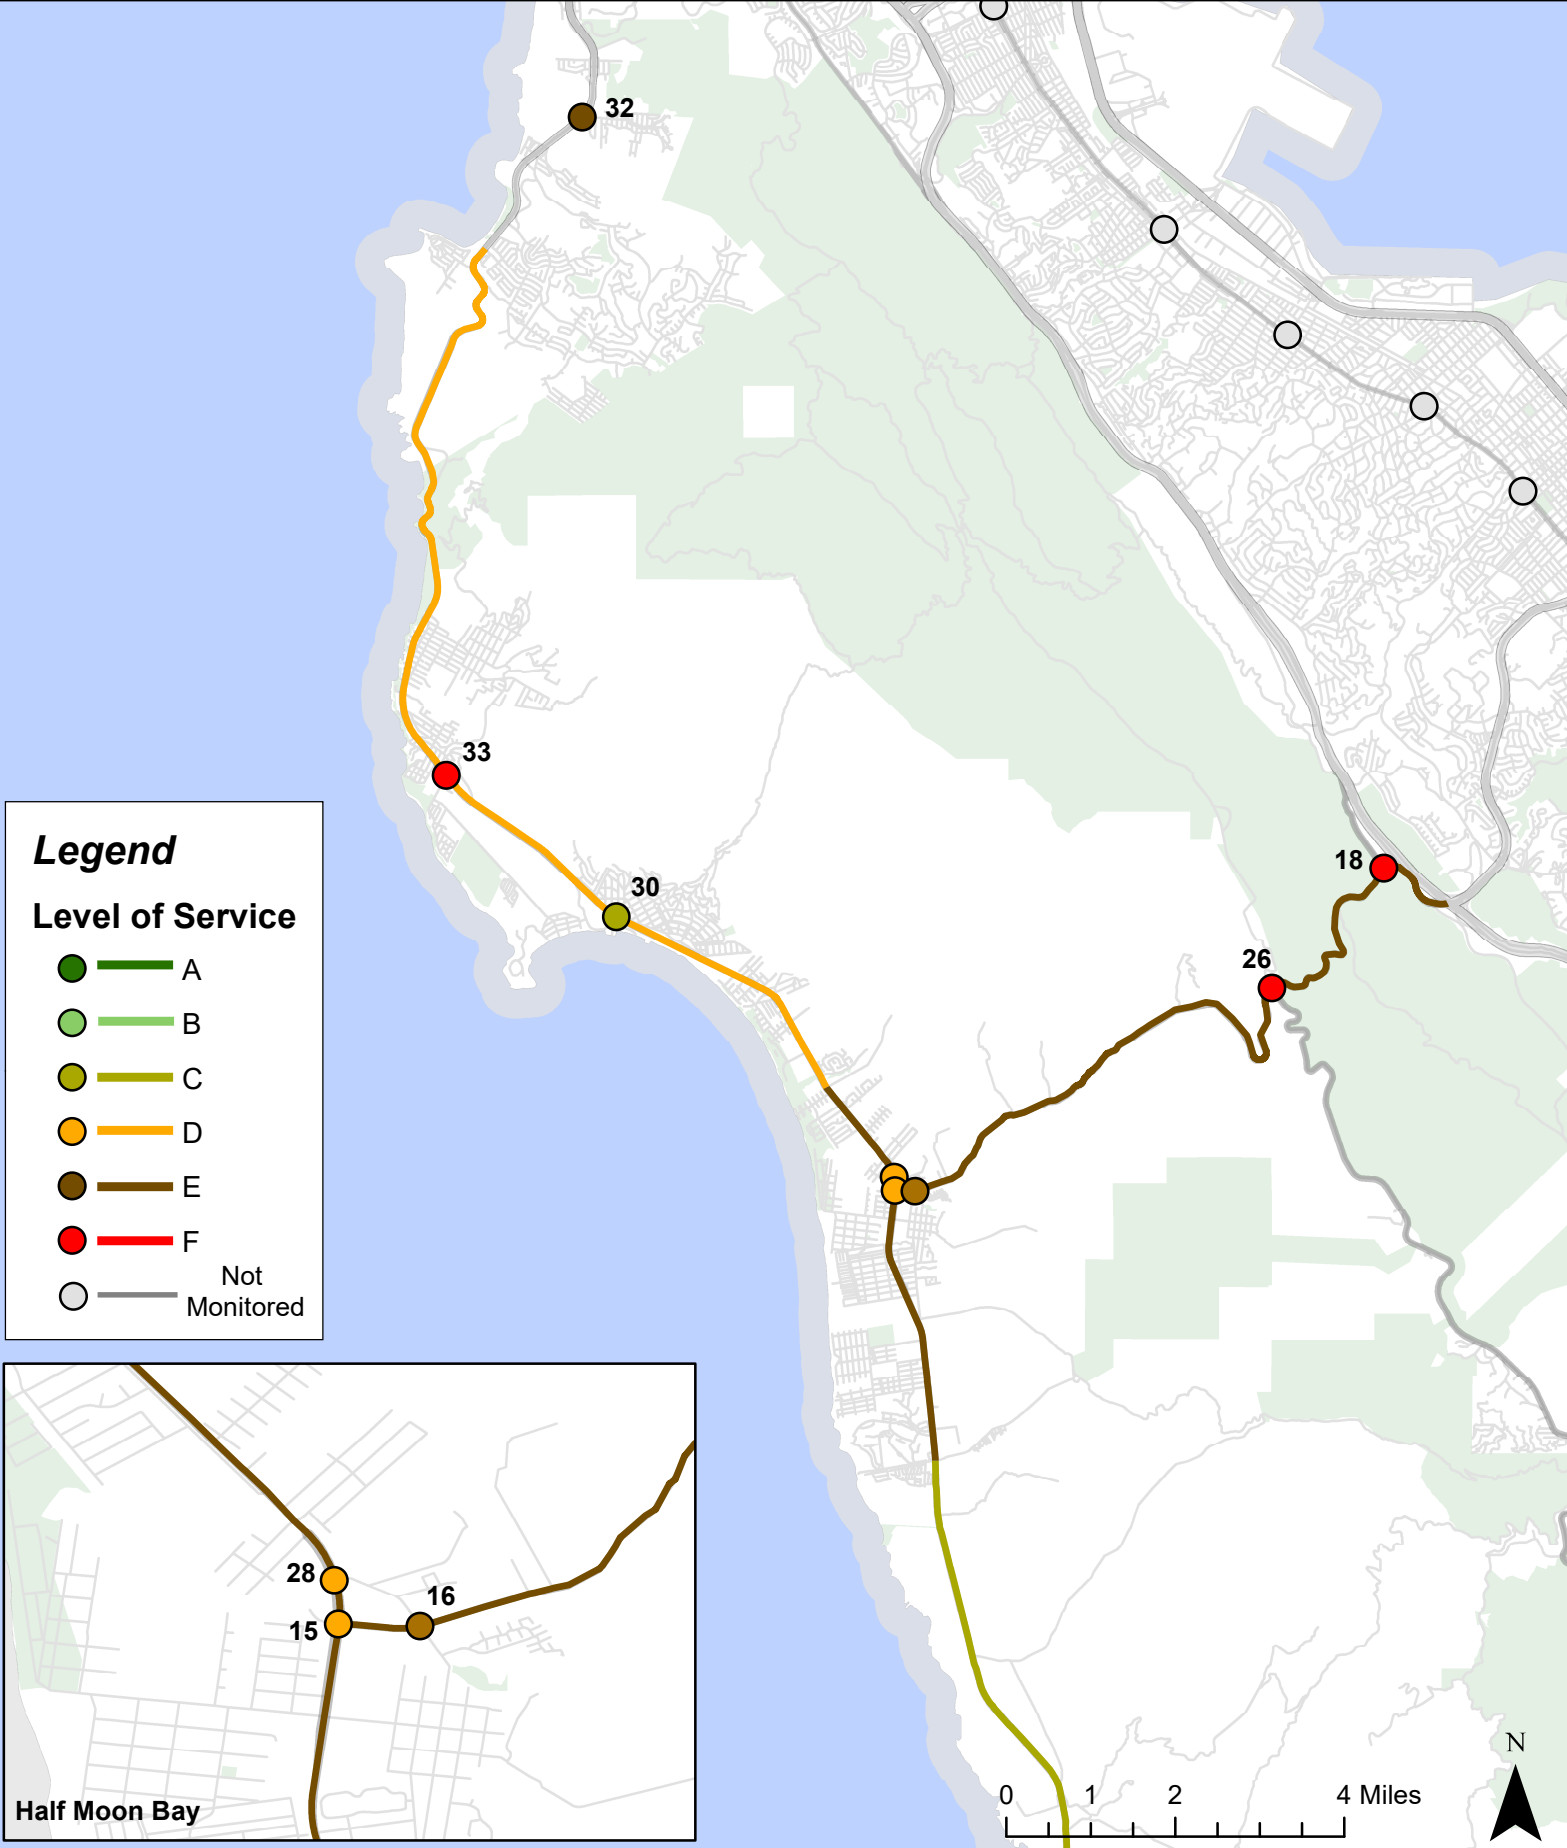 32
33
30
18
26
Legend
Level of Service
A
B
C
D
E
F
Not
Monitored
28
16
15
Half Moon Bay
N
0 1 2 4 Miles